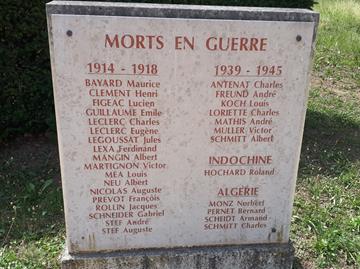 MORTS EN GUERRE
1914 - 1918
BAYARD Maurice
CLEMENT Henri
FIGEAC Lucien
GUILLAUME Emile
LECLERC Charles
LECLERC Eugène
LEGOUSSAT Jules
LEXA Ferdinand
MANGIN Albert
MARTIGNON Victor
MÉA Louis
NEU Albert
NICOLAS Auguste
PREVOT François
ROLLIN Jacques
SCHNEIDER Gabriel
STEF André
STEF Auguste
1939 - 1945
ANTENAT Charles
FREUND André
KOCH Louis
LORIETTE Charles
MATHIS André
MULLER Victor
SCHMITT Albert
INDOCHINE
HOCHARD Roland
ALGÉRIE
MONZ Norbert
PERNET Bernard
SCHEIDT Armand
SCHMITT Charles